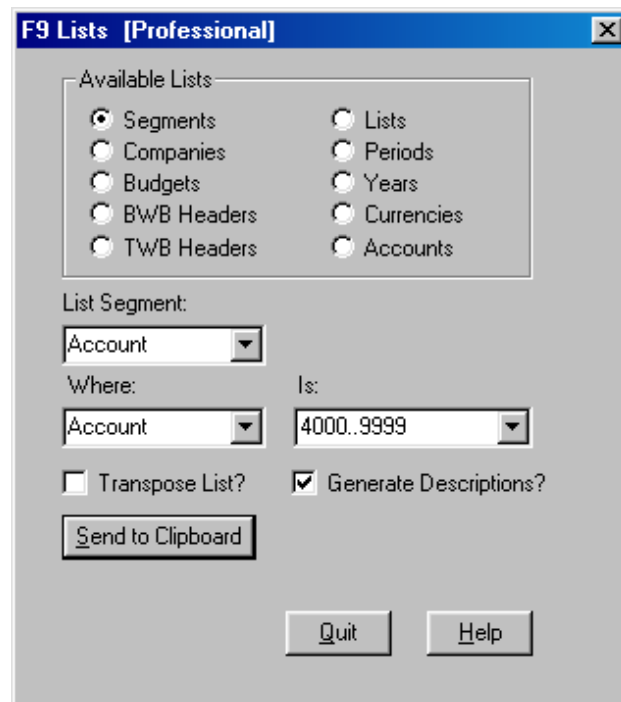 F9 Lists [Professional]
Available Lists
Segments Lists
Companies Periods
Budgets Years
BWB Headers Currencies
TWB Headers Accounts
List Segment:
Account
Where: Is:
Account 4000..9999
Transpose List? Generate Descriptions?
Send to Clipboard
Quit Help